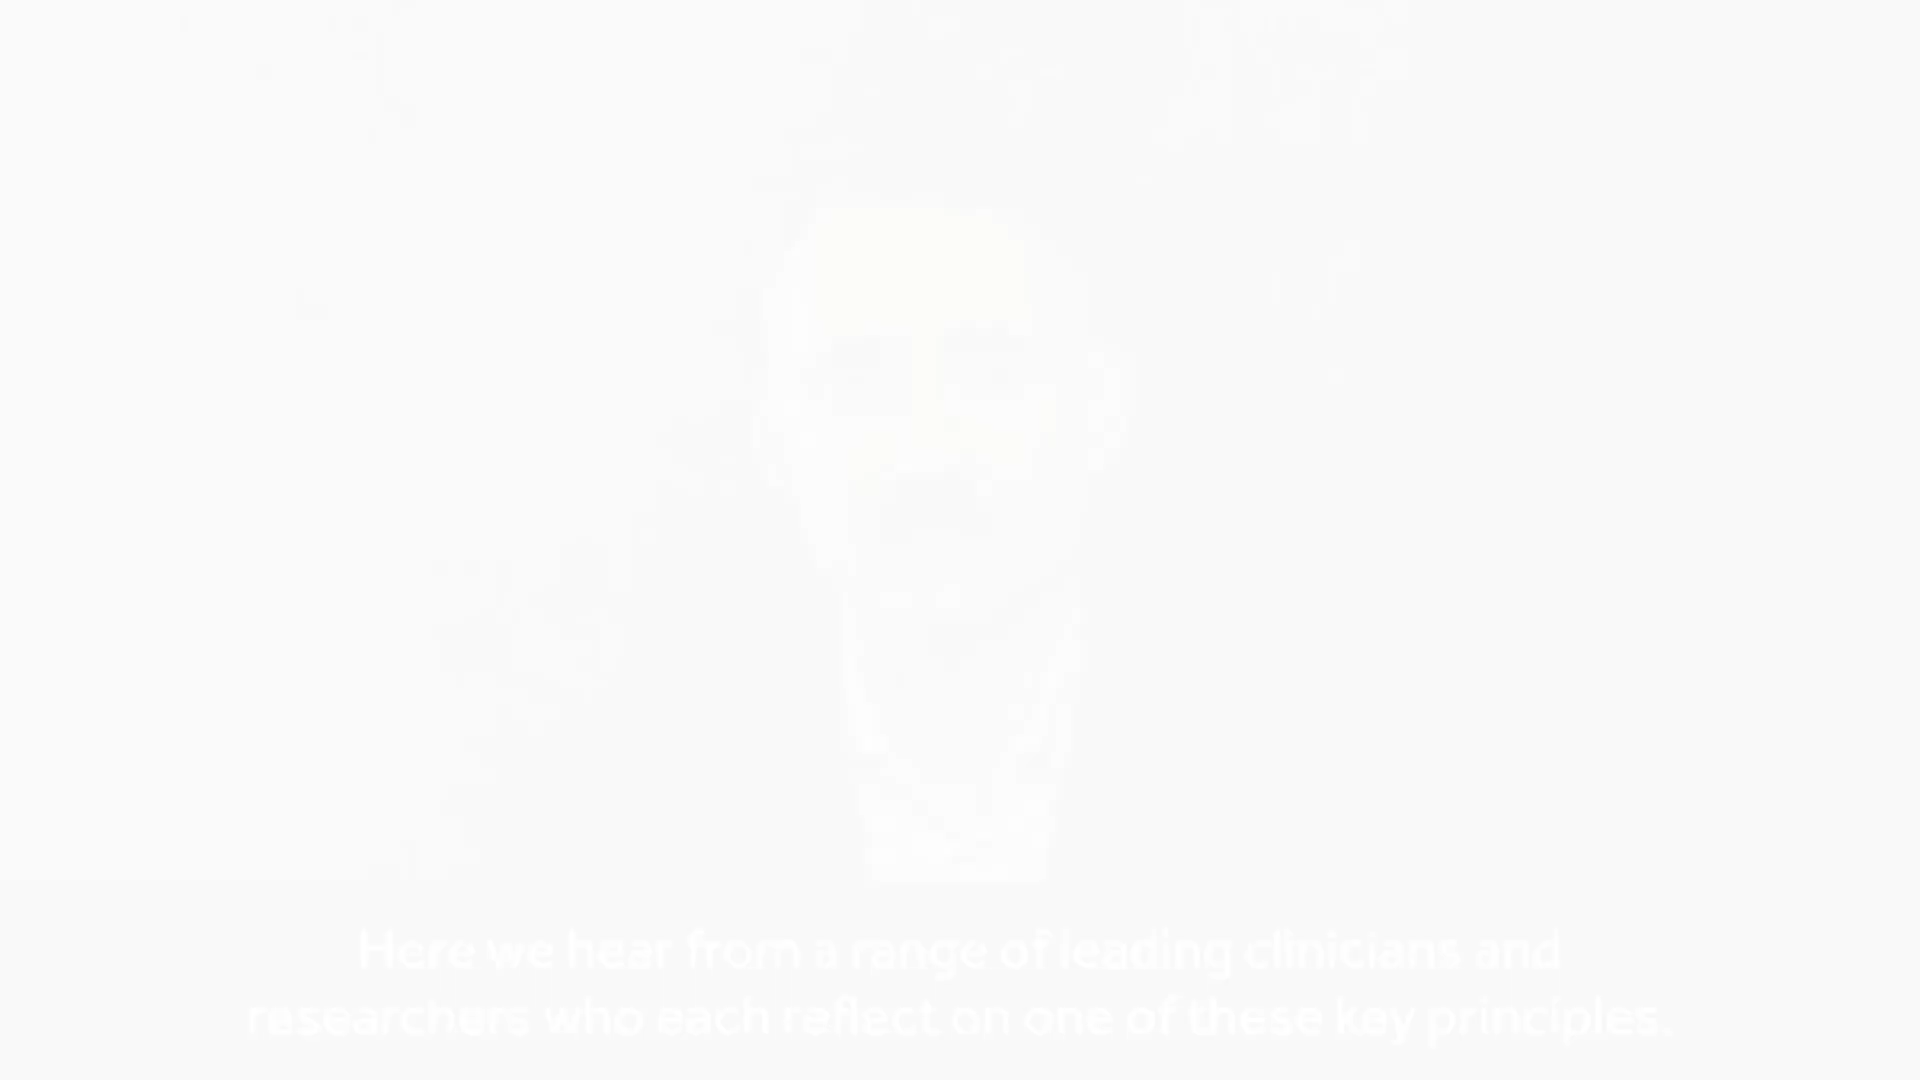 Here we hear from a range of leading clinicians and
researchers who each reflect on one of these key principles.